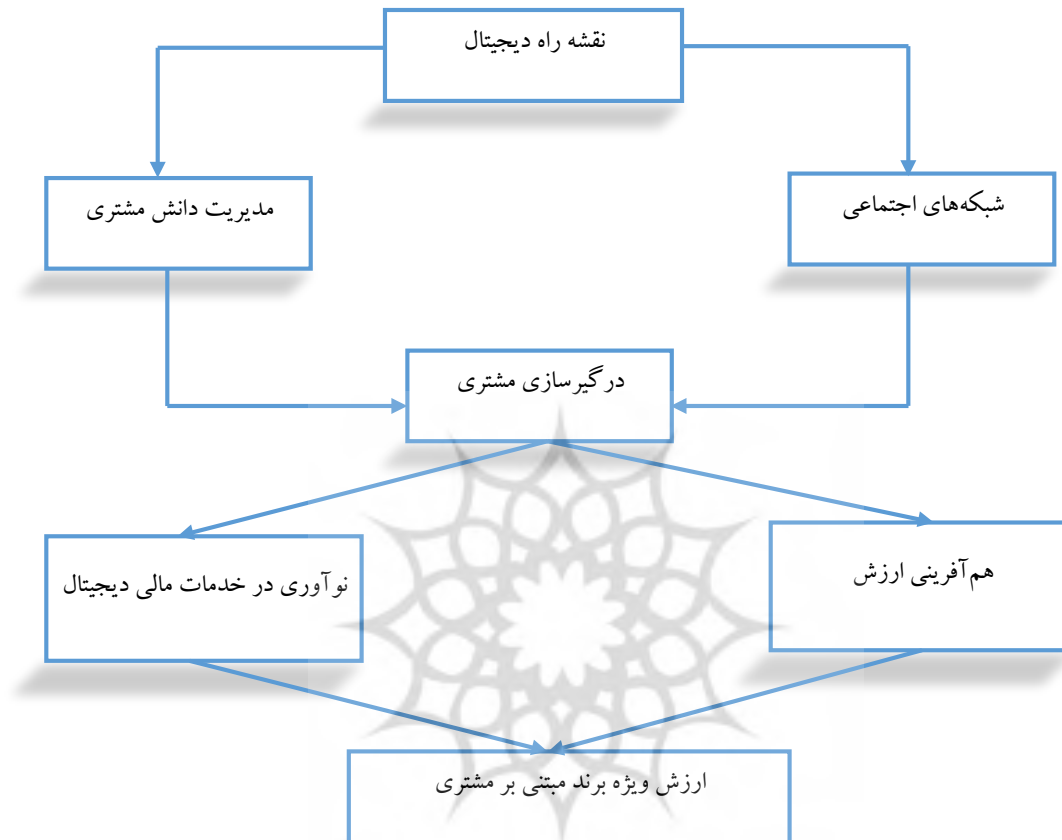 نقشه راه دیجیتال
شبکه‌های اجتماعی
مدیریت دانش مشتری
درگیرسازی مشتری
هم‌آفرینی ارزش
نوآوری در خدمات مالی دیجیتال
ارزش ویژه برند مبتنی بر مشتری